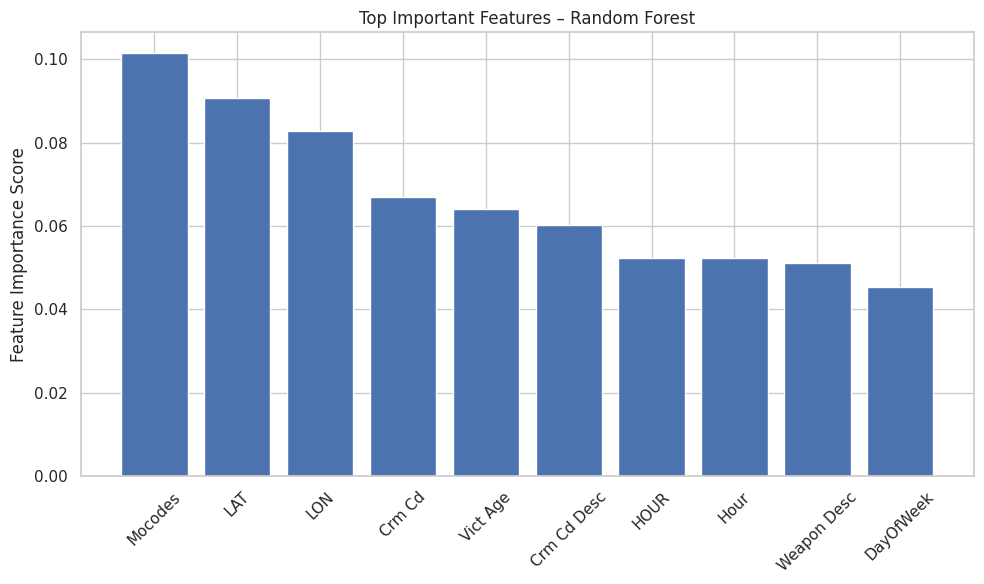 Top Important Features – Random Forest
Feature Importance Score
0.10
0.08
0.06
0.04
0.02
0.00
Mocodes
LAT
LON
Crm Cd
Vict Age
Crm Cd Desc
HOUR
Hour
Weapon Desc
DayOfWeek